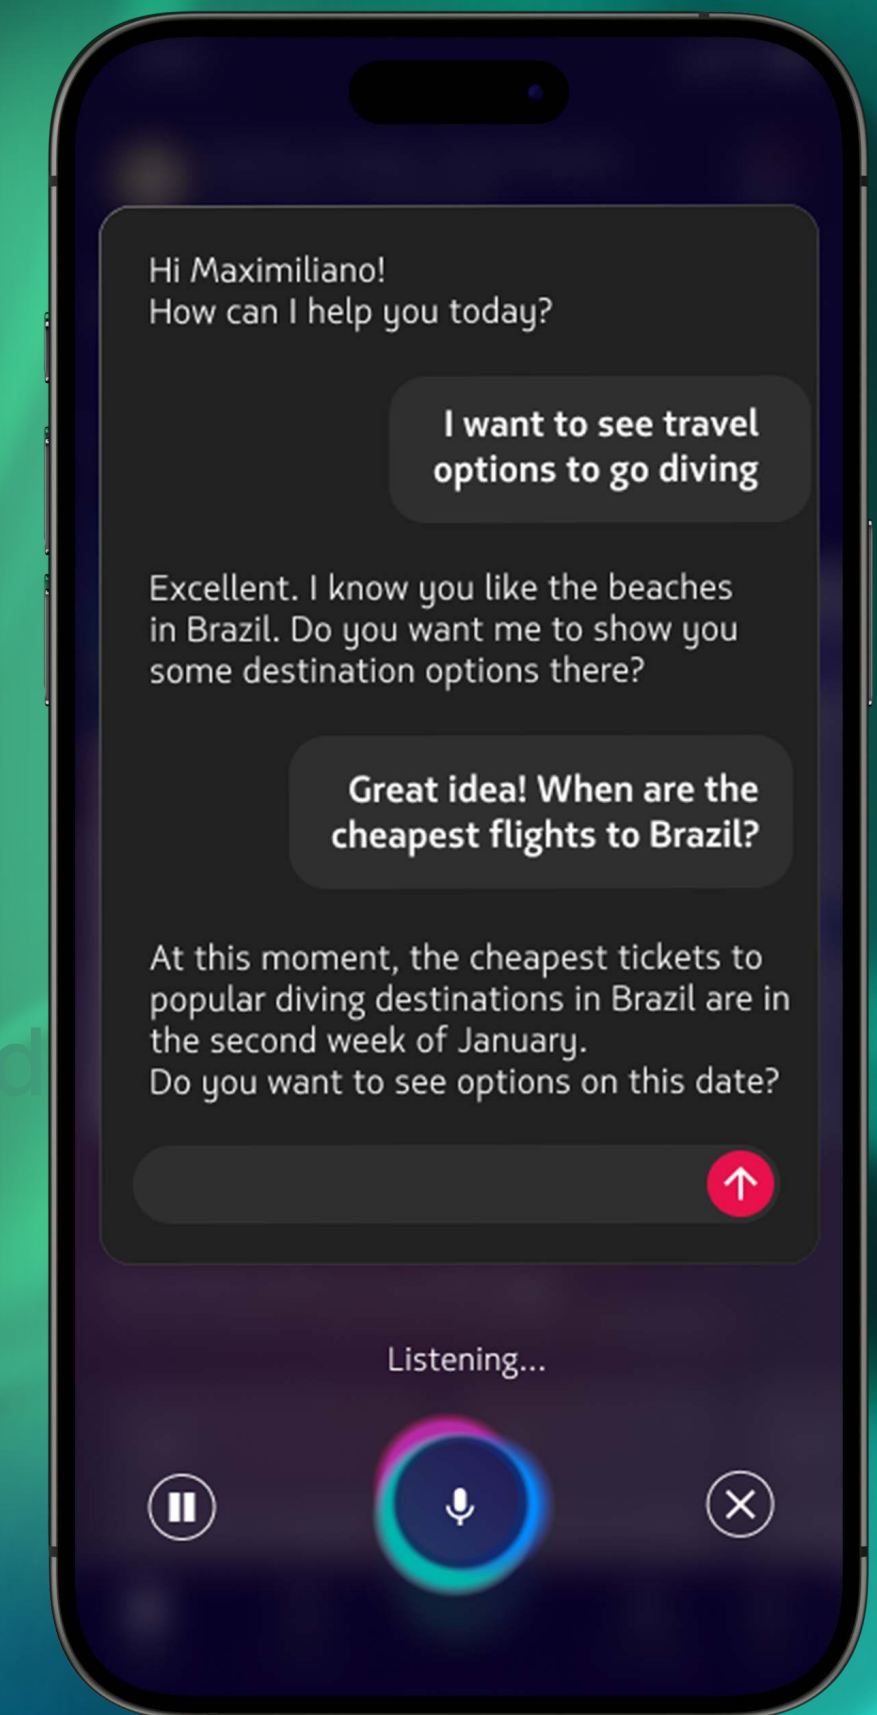 Hi Maximiliano!
How can I help you today?
I want to see travel
options to go diving
Excellent. I know you like the beaches
in Brazil. Do you want me to show you
some destination options there?
Great idea! When are the
cheapest flights to Brazil?
At this moment, the cheapest tickets to
popular diving destinations in Brazil are in
the second week of January.
Do you want to see options on this date?
Listening...